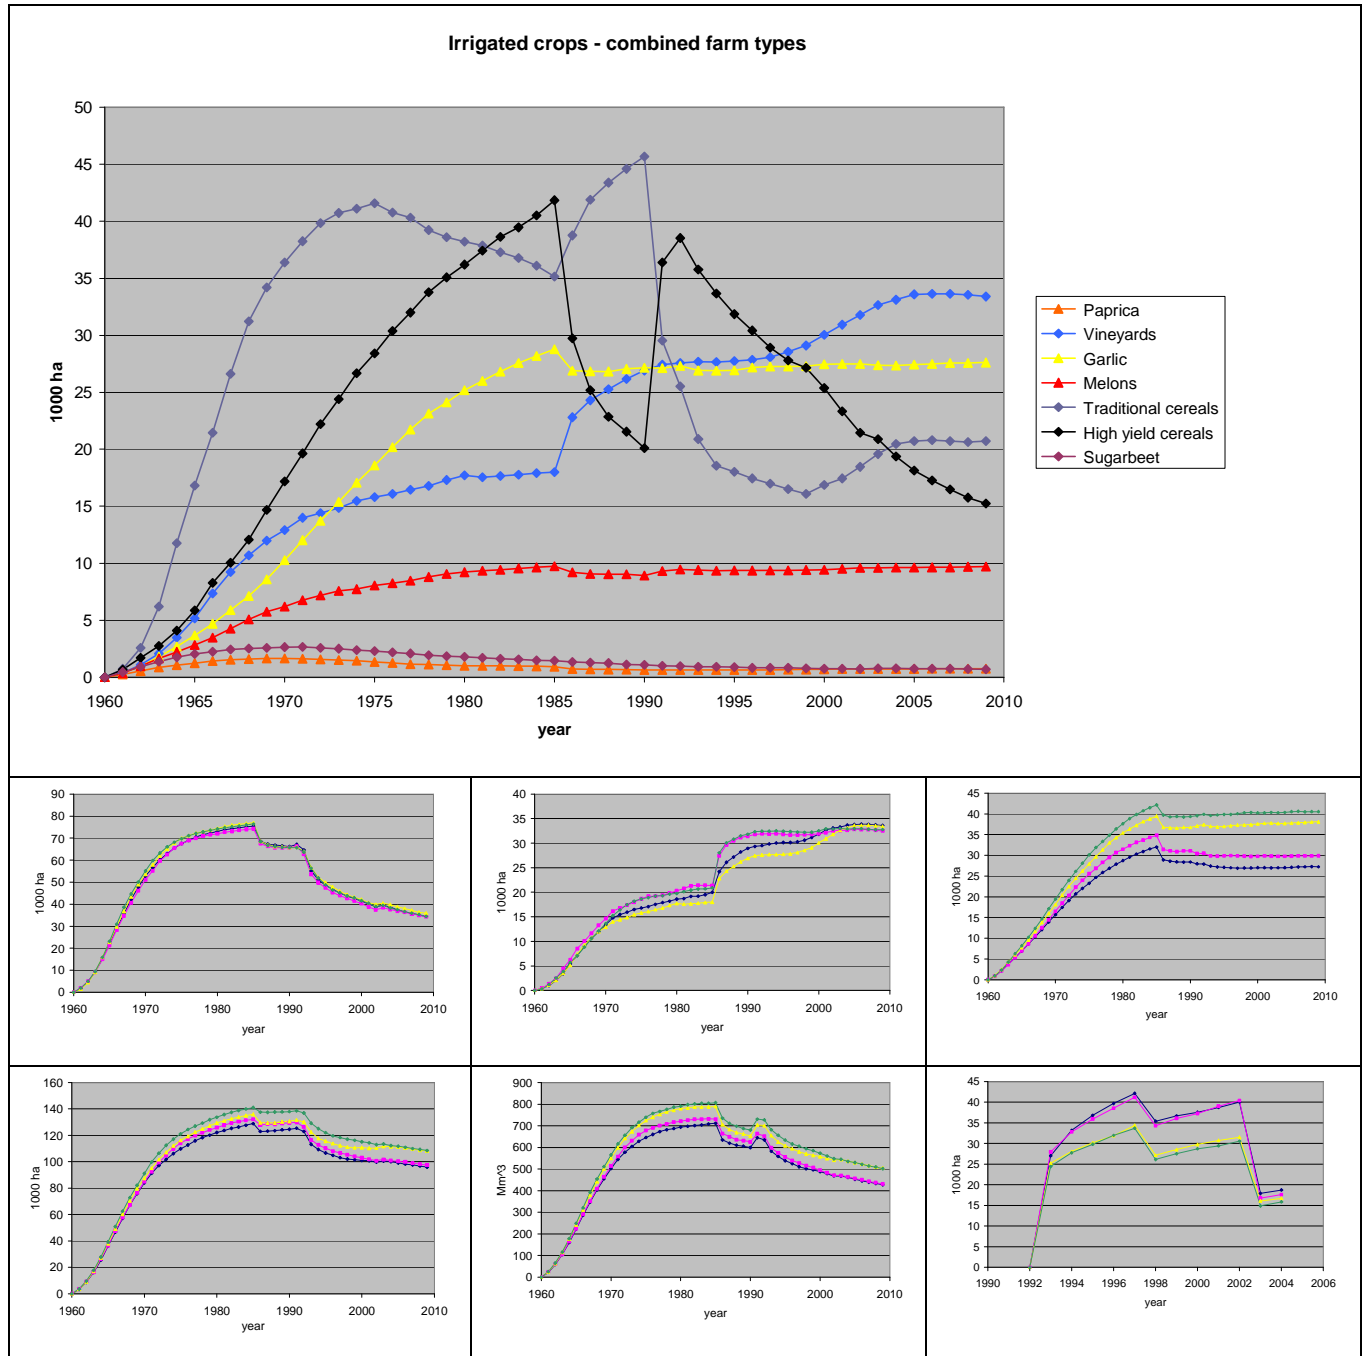 Irrigated crops - combined farm types
50
45
40
35
30
25
20
15
10
5
0
1000 ha
1960 1965 1970 1975 1980 1985 1990 1995 2000 2005 2010
year
Paprica
Vineyards
Garlic
Melons
Traditional cereals
High yield cereals
Sugarbeet
90
80
70
60
50
40
30
20
10
0
1000 ha
1960 1970 1980 1990 2000 2010
year
40
35
30
25
20
15
10
5
0
1000 ha
1960 1970 1980 1990 2000 2010
year
45
40
35
30
25
20
15
10
5
0
1000 ha
1960 1970 1980 1990 2000 2010
year
160
140
120
100
80
60
40
20
0
1000 ha
1960 1970 1980 1990 2000 2010
year
900
800
700
600
500
400
300
200
100
0
Mm^3
1960 1970 1980 1990 2000 2010
year
45
40
35
30
25
20
15
10
5
0
1000 ha
1990 1992 1994 1996 1998 2000 2002 2004 2006
year